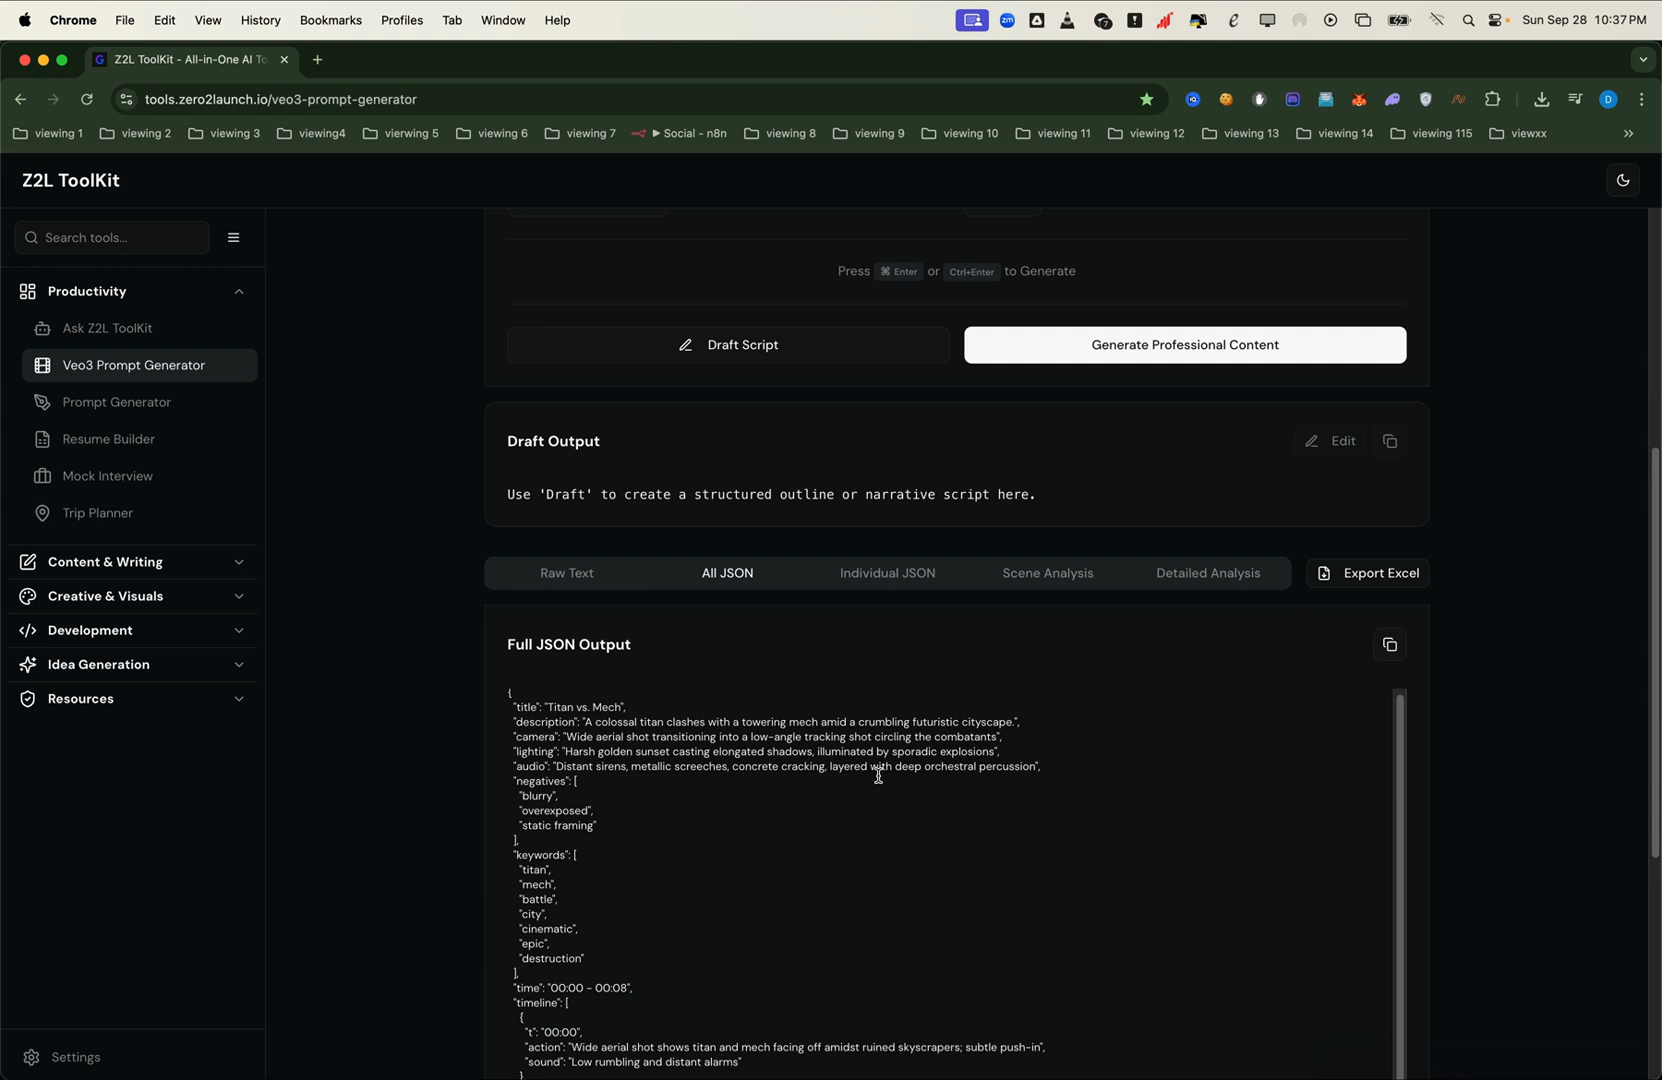 Chrome File Edit View History Bookmarks Profiles Tab Window Help zm Sun Sep 28 10:37 PM
Z2L ToolKit - All-in-One AI To
tools.zero2launch.io/veo3-prompt-generator D
viewing 1 viewing 2 viewing 3 viewing4 vierwing 5 viewing 6 viewing 7 ► Social - n8n viewing 8 viewing 9 viewing 10 viewing 11 viewing 12 viewing 13 viewing 14 viewing 115 viewxx »
Z2L ToolKit
Search tools...
Productivity
Ask Z2L ToolKit
Veo3 Prompt Generator
Prompt Generator
Resume Builder
Mock Interview
Trip Planner
Content & Writing
Creative & Visuals
Development
Idea Generation
Resources
Settings
Press ⌘ Enter or Ctrl+Enter to Generate
Draft Script Generate Professional Content
Draft Output Edit
Use 'Draft' to create a structured outline or narrative script here.
Raw Text All JSON Individual JSON Scene Analysis Detailed Analysis Export Excel
Full JSON Output
{
"title": "Titan vs. Mech",
"description": "A colossal titan clashes with a towering mech amid a crumbling futuristic cityscape.",
"camera": "Wide aerial shot transitioning into a low-angle tracking shot circling the combatants",
"lighting": "Harsh golden sunset casting elongated shadows, illuminated by sporadic explosions",
"audio": "Distant sirens, metallic screeches, concrete cracking, layered with deep orchestral percussion",
"negatives": [
"blurry",
"overexposed",
"static framing"
],
"keywords": [
"titan",
"mech",
"battle",
"city",
"cinematic",
"epic",
"destruction"
],
"time": "00:00 - 00:08",
"timeline": [
{
"t": "00:00",
"action": "Wide aerial shot shows titan and mech facing off amidst ruined skyscrapers; subtle push-in",
"sound": "Low rumbling and distant alarms"
}